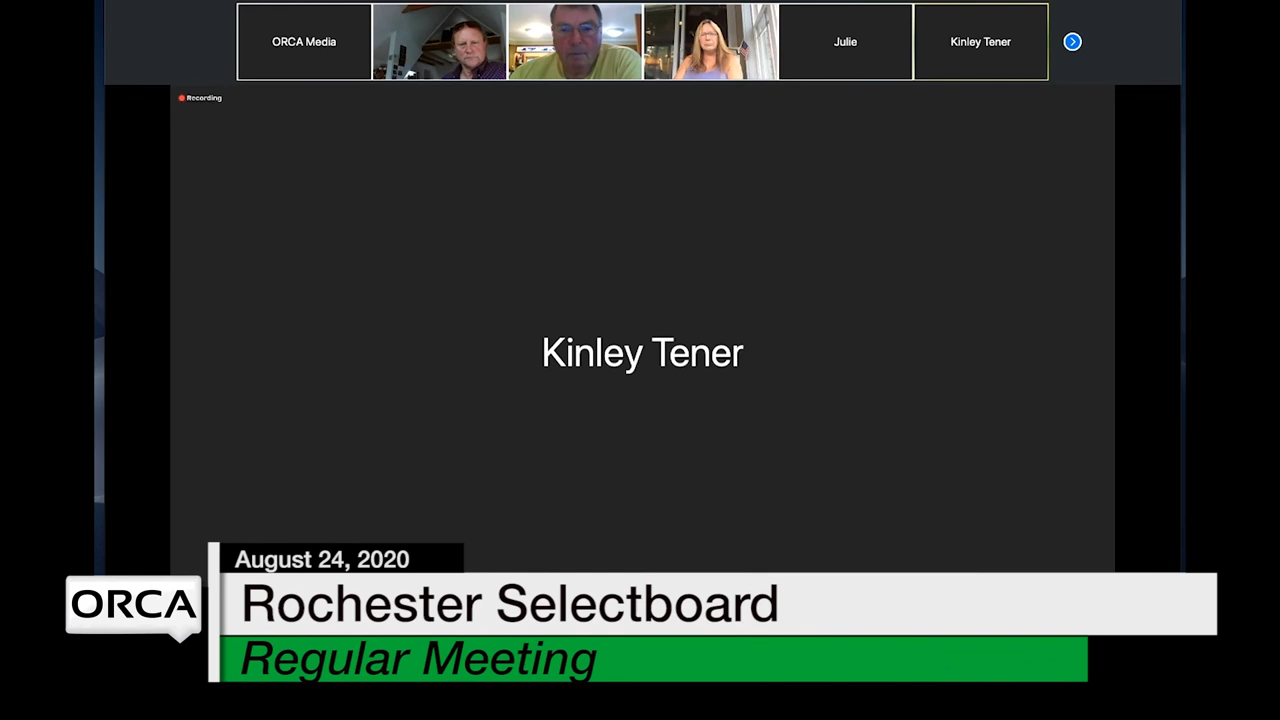 ORCA Media
Julie
Kinley Tener
Recording
Kinley Tener
August 24, 2020
ORCA
Rochester Selectboard
Regular Meeting